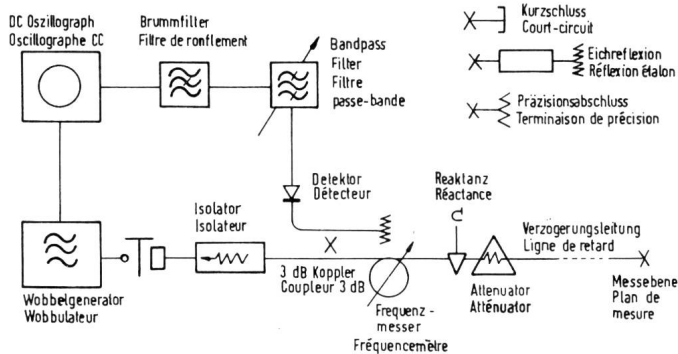 DC Oszillograph
Oscillographe CC
Brummfilter
Filtre de ronflement
Bandpass
Filter
Filtre
passe-bande
Kurzschluss
Court-circuit
Eichreflexion
Réflexion étalon
Präzisionsabschluss
Terminaison de précision
Detektor
Détecteur
Reaktanz
Réactance
Isolator
Isolateur
Verzögerungsleitung
Ligne de retard
3 dB Koppler
Coupleur 3 dB
Wobbelgenerator
Wobbulateur
Frequenz-
messer
Fréquencemètre
Attenuator
Atténuator
Messebene
Plan de
mesure